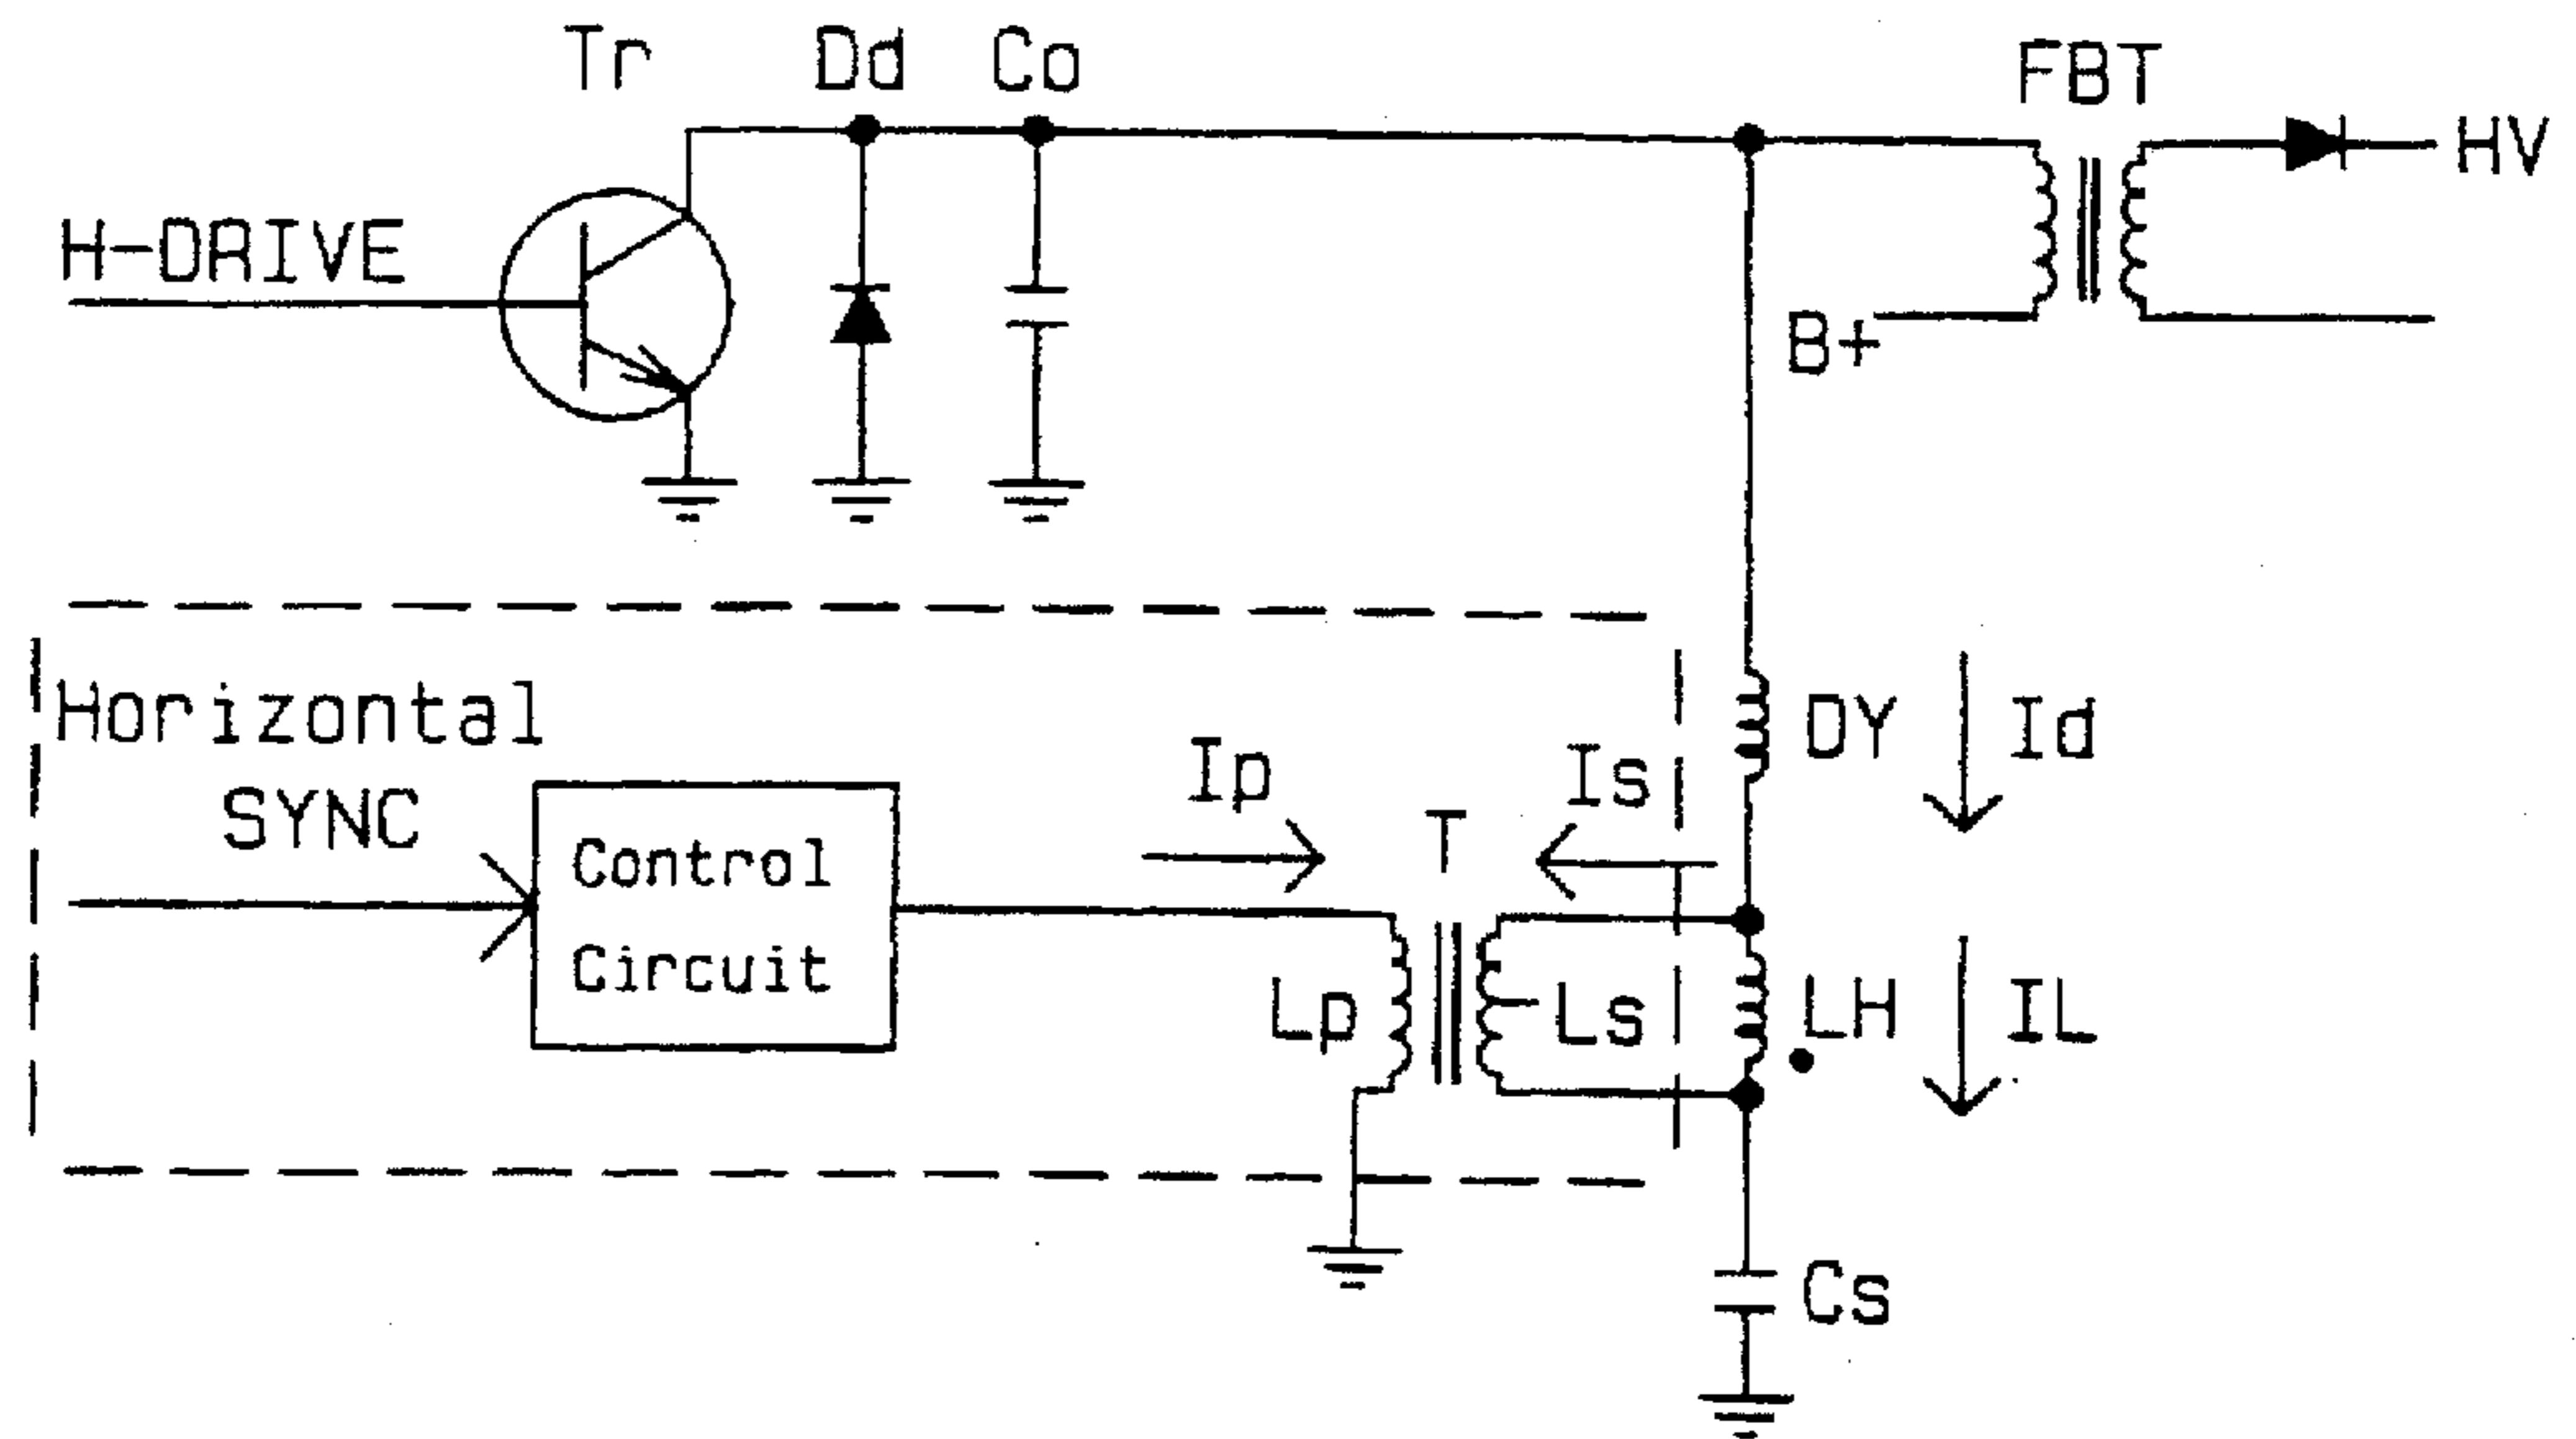 Tr
Dd
Co
FBT
HV
H-DRIVE
B+
Horizontal
SYNC
Control
Circuit
Ip
T
Is
DY
Id
Lp
Ls
LH
IL
Cs